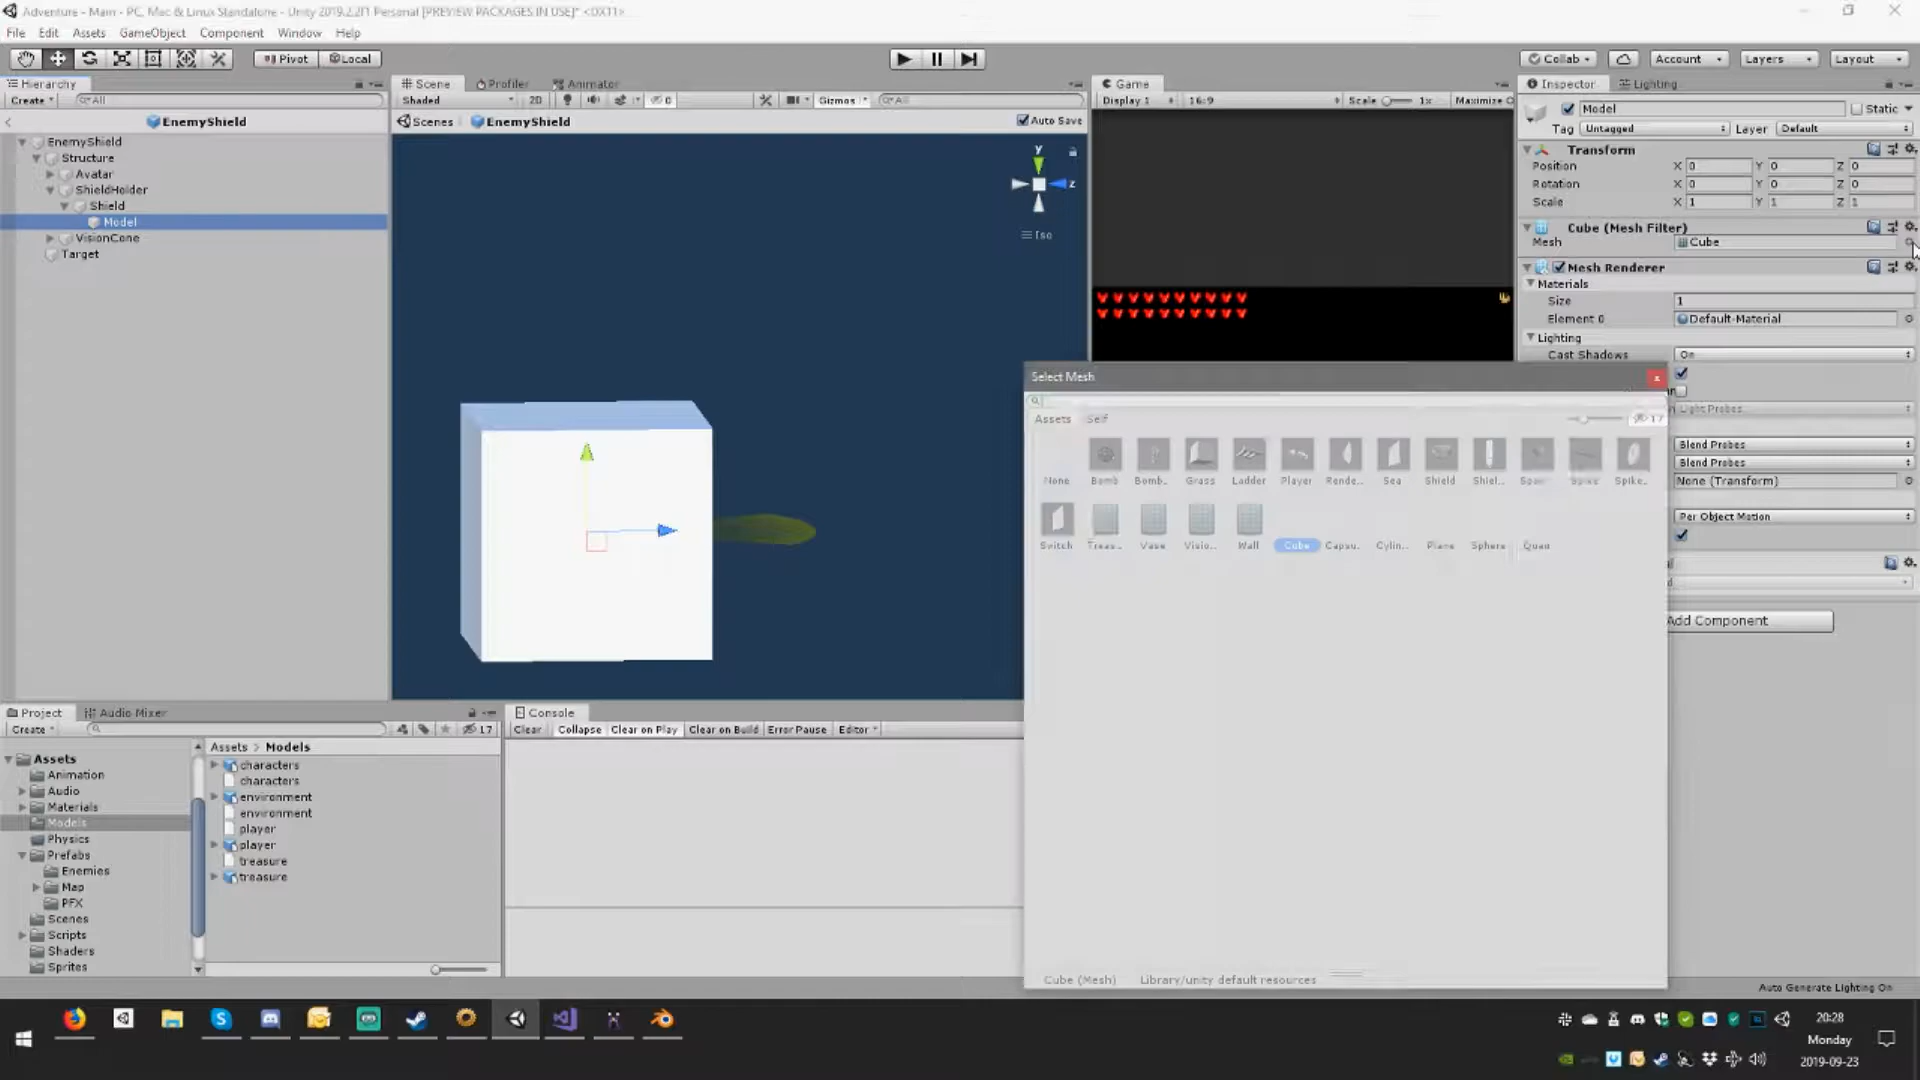 Adventure - Main - PC, Mac & Linux Standalone - Unity 2019.2.2f1 Personal [PREVIEW PACKAGES IN USE]* <DX11>
File Edit Assets GameObject Component Window Help
Pivot Local
Collab Account Layers Layout
Hierarchy
Scene Profiler Animator
Game
Inspector Lighting
Create All
Shaded 2D 0 Gizmos All
Display 1 16:9 Scale 1x Maximize O
Model Static
EnemyShield
Scenes EnemyShield Auto Save
Tag Untagged Layer Default
EnemyShield
Structure
Avatar
ShieldHolder
Shield
Model
VisionCone
Target
y
z
Iso
Transform
Position X 0 Y 0 Z 0
Rotation X 0 Y 0 Z 0
Scale X 1 Y 1 Z 1
Cube (Mesh Filter)
Mesh Cube
Mesh Renderer
Materials
Size 1
Element 0 Default-Material
Lighting
Cast Shadows On
Light Probes
Blend Probes
Blend Probes
None (Transform)
Per Object Motion
Add Component
Select Mesh
Assets Self 17
None Bomb Bomb.. Grass Ladder Player Rende.. Sea Shield Shiel.. Spike Spike..
Switch Treas.. Vase Visio.. Wall Cube Capsu.. Cylin.. Plane Sphere Quad
Cube (Mesh) Library/unity default resources
Project Audio Mixer
Console
Create 17
Clear Collapse Clear on Play Clear on Build Error Pause Editor
Assets
Animation
Audio
Materials
Models
Physics
Prefabs
Enemies
Map
PFX
Scenes
Scripts
Shaders
Sprites
Assets > Models
characters
characters
environment
environment
player
player
treasure
treasure
Auto Generate Lighting On
20:28
Monday
2019-09-23